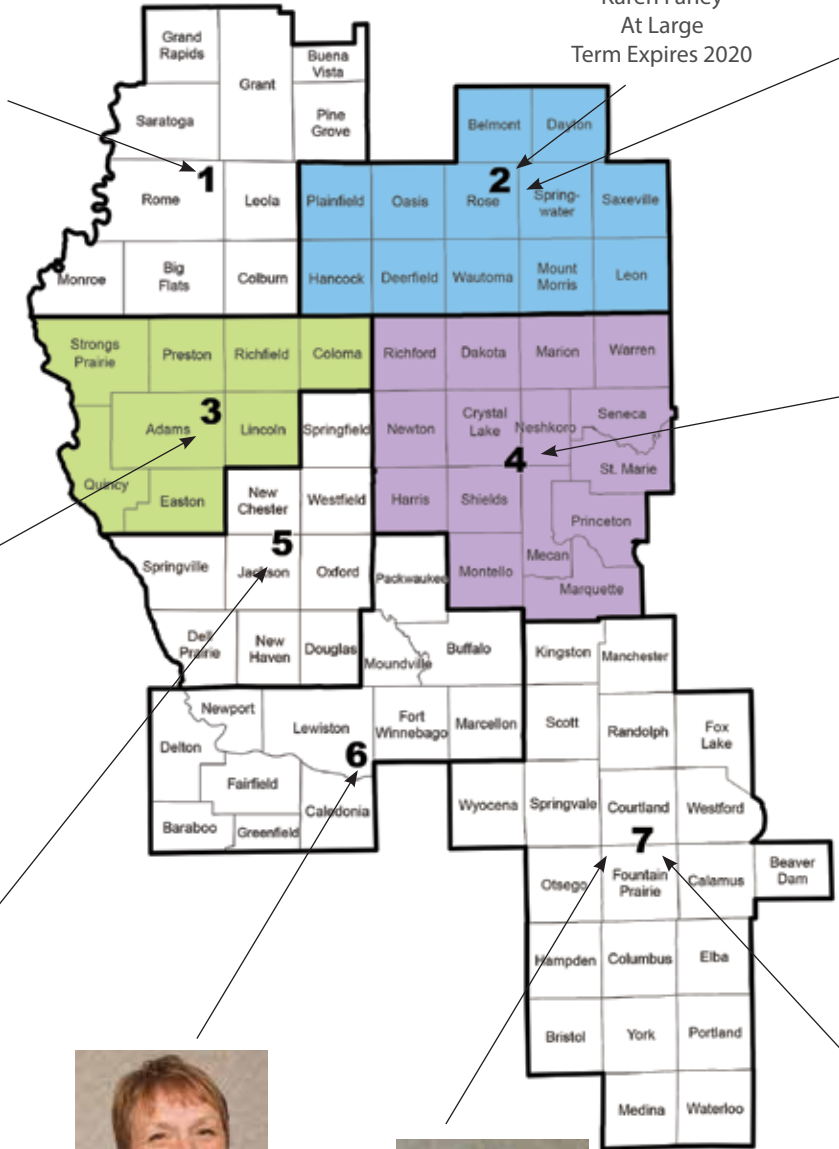 At Large
Term Expires 2020
Grand
Rapids
Grant
Buena
Vista
Saratoga
Pine
Grove
Belmont
Dayton
1
2
Rome
Leola
Plainfield
Oasis
Rose
Spring-
water
Saxeville
Monroe
Big
Flats
Colburn
Hancock
Deerfield
Wautoma
Mount
Morris
Leon
Strongs
Prairie
Preston
Richfield
Coloma
Richford
Dakota
Marion
Warren
3
Adams
Lincoln
Springfield
Newton
Crystal
Lake
Neshkoro
Seneca
4
St. Marie
Quincy
Easton
New
Chester
Westfield
Harris
Shields
Princeton
5
Springville
Jackson
Oxford
Packwaukee
Montello
Mecan
Marquette
Dell
Prairie
New
Haven
Douglas
Moundville
Buffalo
Kingston
Manchester
Newport
Lewiston
Fort
Winnebago
Marcellon
Scott
Randolph
Fox
Lake
Delton
6
Fairfield
Caledonia
Wyocena
Springvale
Courtland
Westford
Baraboo
Greenfield
7
Otsego
Fountain
Prairie
Calamus
Beaver
Dam
Hampden
Columbus
Elba
Bristol
York
Portland
Medina
Waterloo